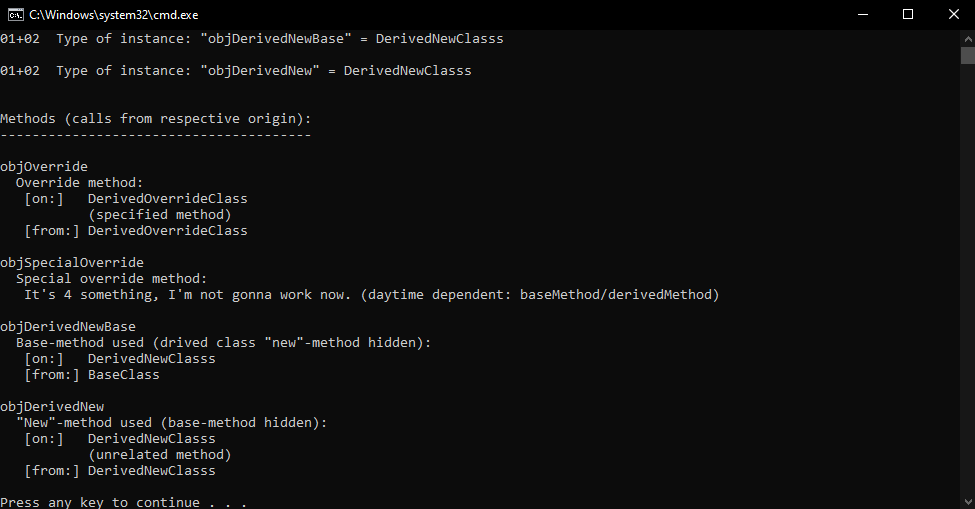 C:\Windows\system32\cmd.exe
01+02  Type of instance: "objDerivedNewBase" = DerivedNewClasss
01+02  Type of instance: "objDerivedNew" = DerivedNewClasss
Methods (calls from respective origin):
---------------------------------------
objOverride
  Override method:
   [on:]   DerivedOverrideClass
           (specified method)
   [from:] DerivedOverrideClass
objSpecialOverride
  Special override method:
   It's 4 something, I'm not gonna work now. (daytime dependent: baseMethod/derivedMethod)
objDerivedNewBase
  Base-method used (drived class "new"-method hidden):
   [on:]   DerivedNewClasss
   [from:] BaseClass
objDerivedNew
  "New"-method used (base-method hidden):
   [on:]   DerivedNewClasss
           (unrelated method)
   [from:] DerivedNewClasss
Press any key to continue . . .